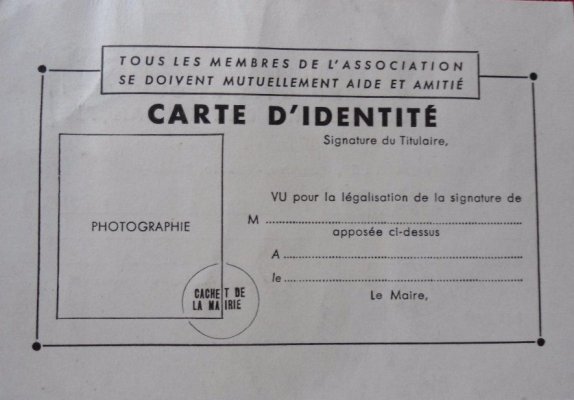 TOUS LES MEMBRES DE L'ASSOCIATION
SE DOIVENT MUTUELLEMENT AIDE ET AMITIÉ
CARTE D'IDENTITÉ
Signature du Titulaire,
VU pour la légalisation de la signature de
M
apposée ci-dessus
A
le
Le Maire,
PHOTOGRAPHIE
CACHET DE
LA MAIRIE